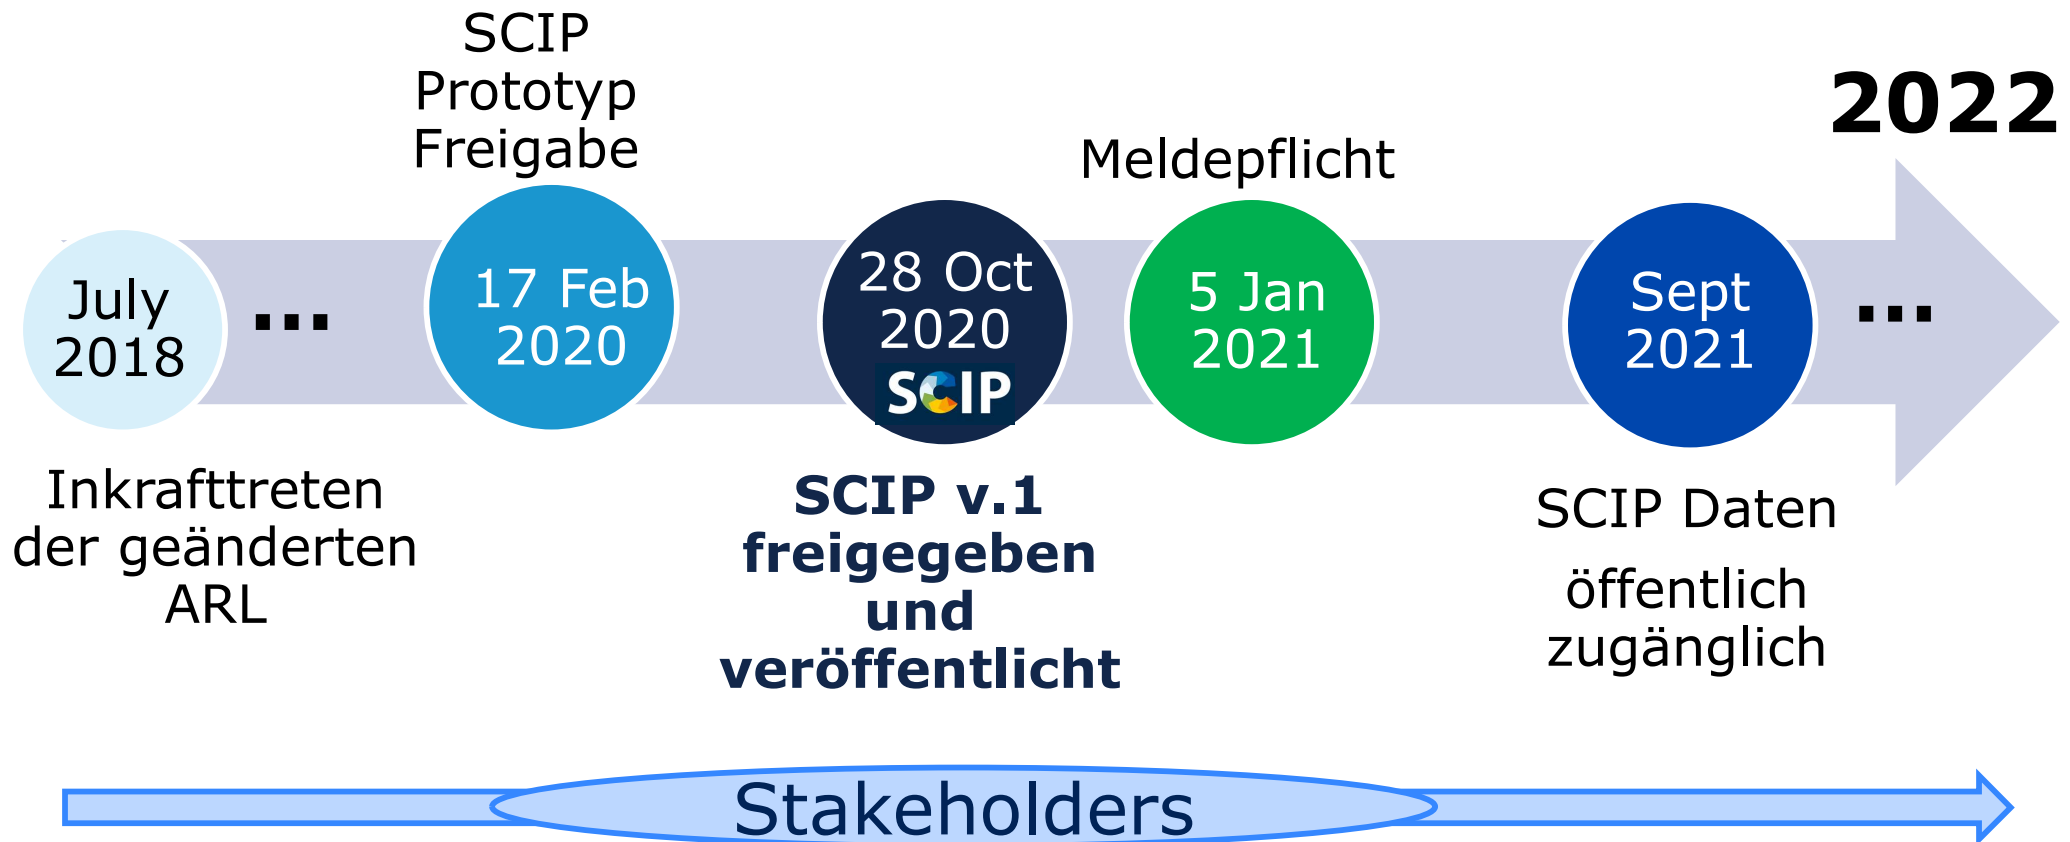 SCIP
Prototyp
Freigabe
2022
Meldepflicht
July
2018
...
17 Feb
2020
28 Oct
2020
SCIP
5 Jan
2021
Sept
2021
...
Inkrafttreten
der geänderten
ARL
SCIP v.1
freigegeben
und
veröffentlicht
SCIP Daten
öffentlich
zugänglich
Stakeholders